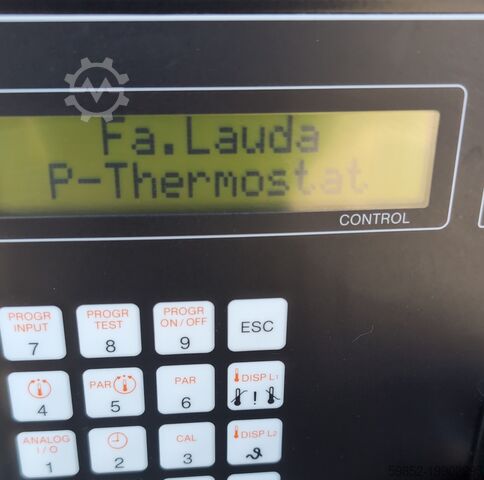 Fa.Lauda
P-Thermostat
CONTROL
PROGR INPUT 7
PROGR TEST 8
PROGR ON/OFF 9
ESC
4
PAR 5
PAR 6
DISP L1
!
ANALOG I/O 1
2
CAL 3
DISP L2